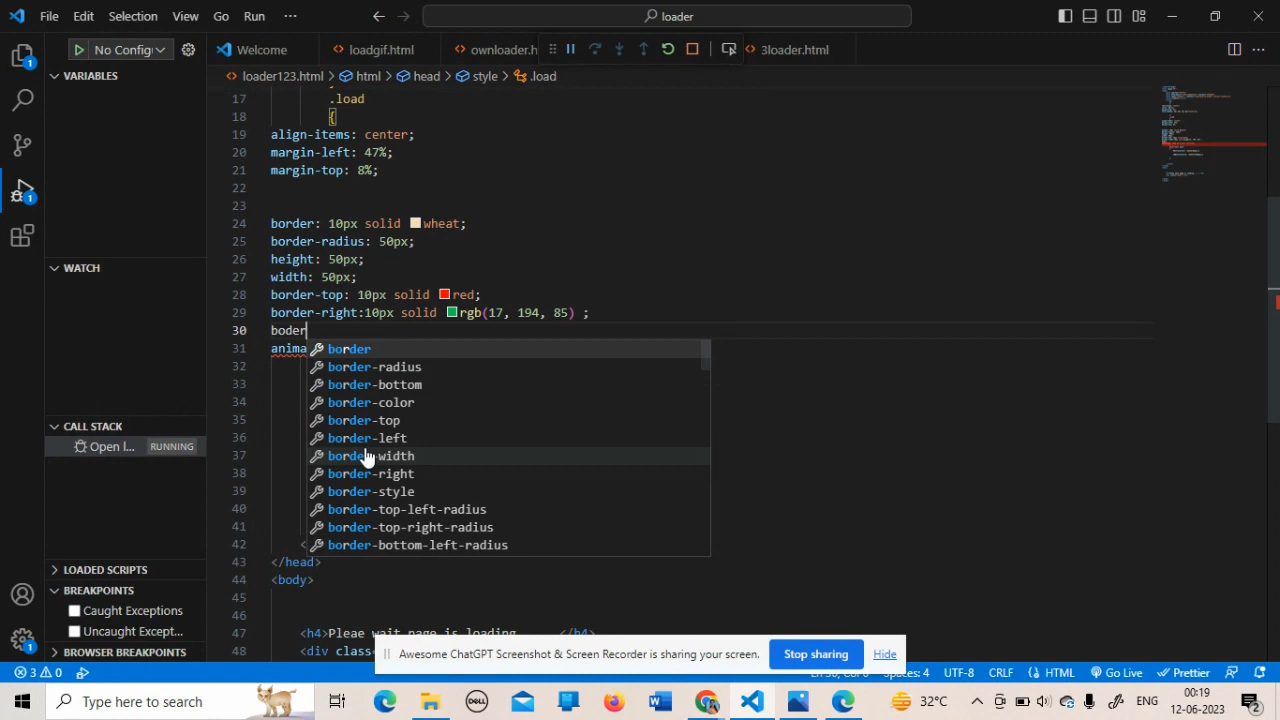 File Edit Selection View Go Run ··· loader
No Config Welcome loadgif.html ownloader.h 3loader.html
VARIABLES
loader123.html > html > head > style > .load
17 .load
18 {
19 align-items: center;
20 margin-left: 47%;
21 margin-top: 8%;
22
23
24 border: 10px solid wheat;
25 border-radius: 50px;
26 height: 50px;
27 width: 50px;
28 border-top: 10px solid red;
29 border-right:10px solid rgb(17, 194, 85) ;
30 boder
31 anima
border
32 border-radius
33 border-bottom
34 border-color
35 border-top
36 border-left
37 border-width
38 border-right
39 border-style
40 border-top-left-radius
41 border-top-right-radius
42 < border-bottom-left-radius
43 </head>
44 <body>
45
46
47 <h4>Pleae wait page is loading </h4>
48 <div class
WATCH
CALL STACK
Open l... RUNNING
LOADED SCRIPTS
BREAKPOINTS
Caught Exceptions
Uncaught Except...
BROWSER BREAKPOINTS
Awesome ChatGPT Screenshot & Screen Recorder is sharing your screen. Stop sharing Hide
3 0 Spaces: 4 UTF-8 CRLF HTML Go Live Prettier
Type here to search 32°C ENG 00:19
12-06-2023 2